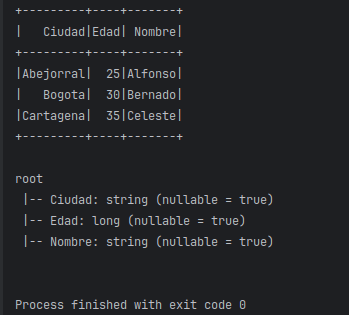 +---------+----+-------+
|   Ciudad|Edad| Nombre|
+---------+----+-------+
|Abejorral|  25|Alfonso|
|   Bogota|  30|Bernado|
|Cartagena|  35|Celeste|
+---------+----+-------+
root
 |-- Ciudad: string (nullable = true)
 |-- Edad: long (nullable = true)
 |-- Nombre: string (nullable = true)
Process finished with exit code 0